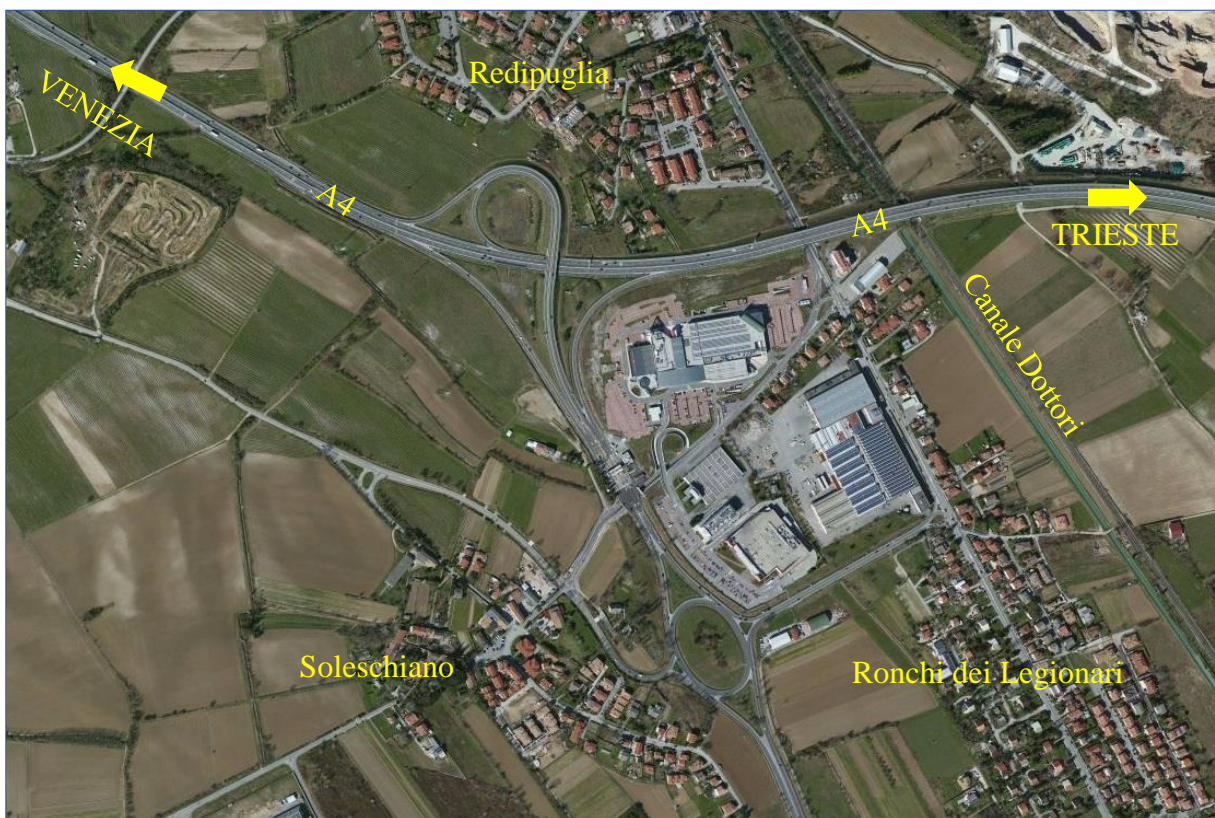 Redipuglia
VENEZIA
A4
A4
TRIESTE
Canale Dottori
Soleschiano
Ronchi dei Legionari